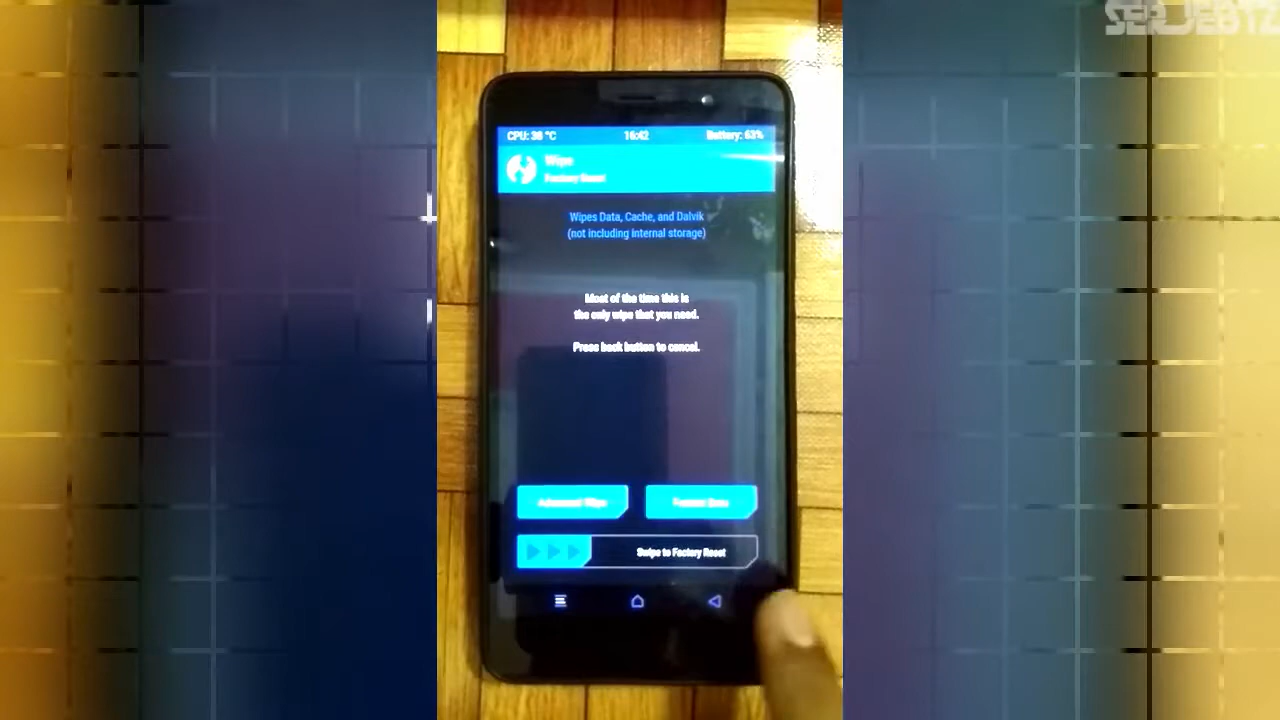 SERJEBTZ
CPU: 36 °C 16:42 Battery: 63%
Wipe
Factory Reset
Wipes Data, Cache, and Dalvik
(not including internal storage)
Most of the time this is
the only wipe that you need.
Press back button to cancel.
Advanced Wipe Format Data
Swipe to Factory Reset